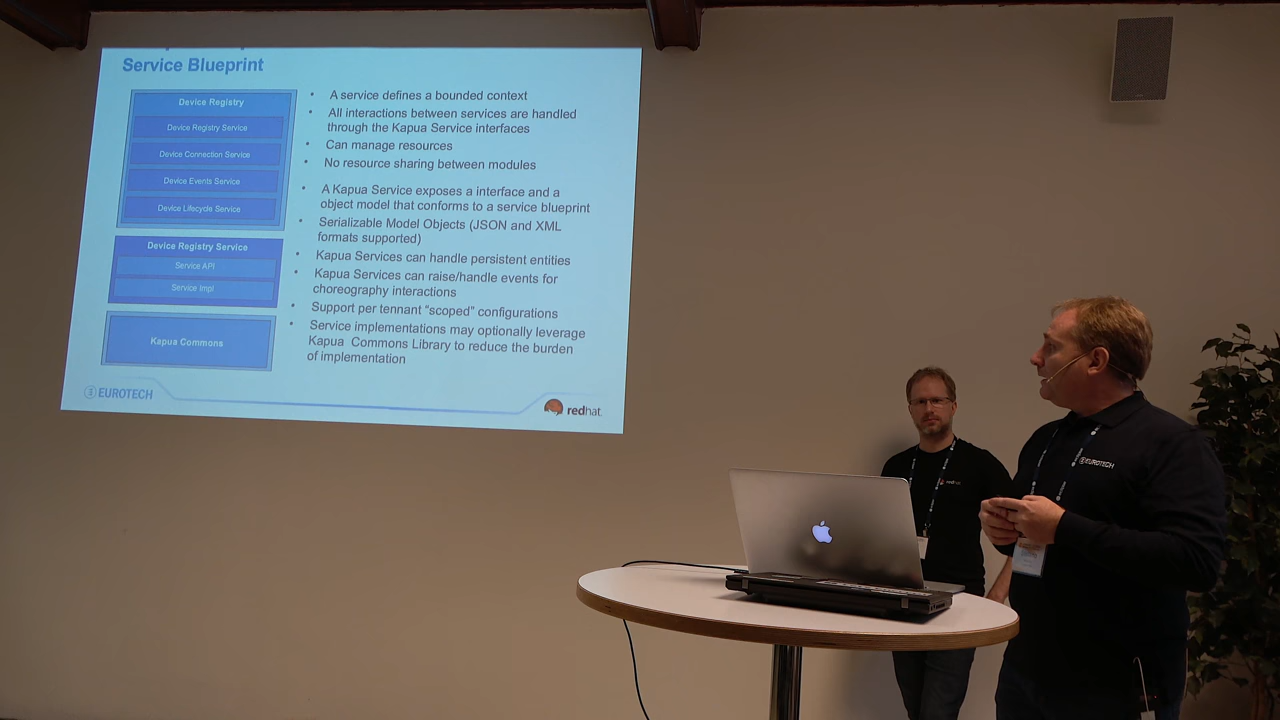 Service Blueprint
Device Registry
Device Registry Service
Device Connection Service
Device Events Service
Device Lifecycle Service
Device Registry Service
Service API
Service Impl
Kapua Commons
• A service defines a bounded context
• All interactions between services are handled
through the Kapua Service interfaces
• Can manage resources
• No resource sharing between modules
• A Kapua Service exposes a interface and a
object model that conforms to a service blueprint
• Serializable Model Objects (JSON and XML
formats supported)
• Kapua Services can handle persistent entities
• Kapua Services can raise/handle events for
choreography interactions
• Support per tennant “scoped” configurations
• Service implementations may optionally leverage
Kapua Commons Library to reduce the burden
of implementation
EUROTECH
redhat.
redhat
EUROTECH